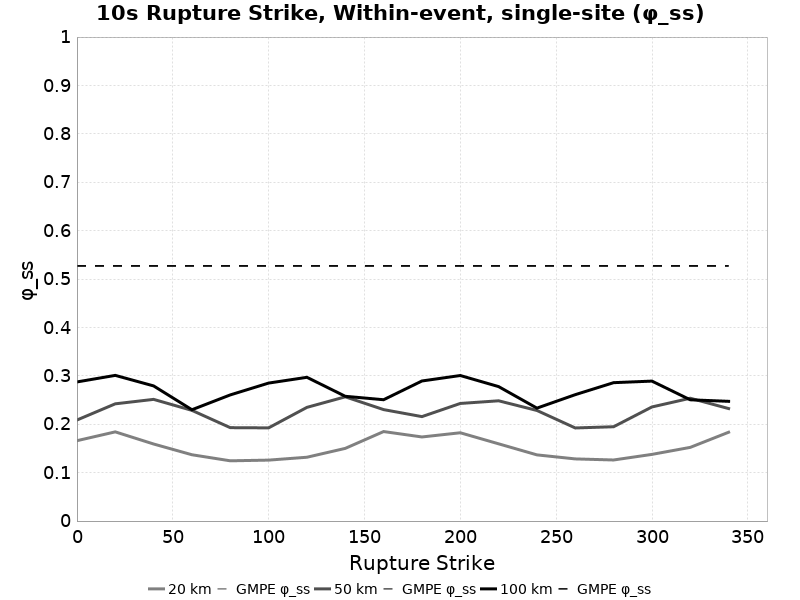 10s Rupture Strike, Within-event, single-site (φ_ss)
1
0.9
0.8
0.7
0.6
0.5
0.4
0.3
0.2
0.1
0
φ_ss
0 50 100 150 200 250 300 350
Rupture Strike
20 km GMPE φ_ss 50 km GMPE φ_ss 100 km GMPE φ_ss